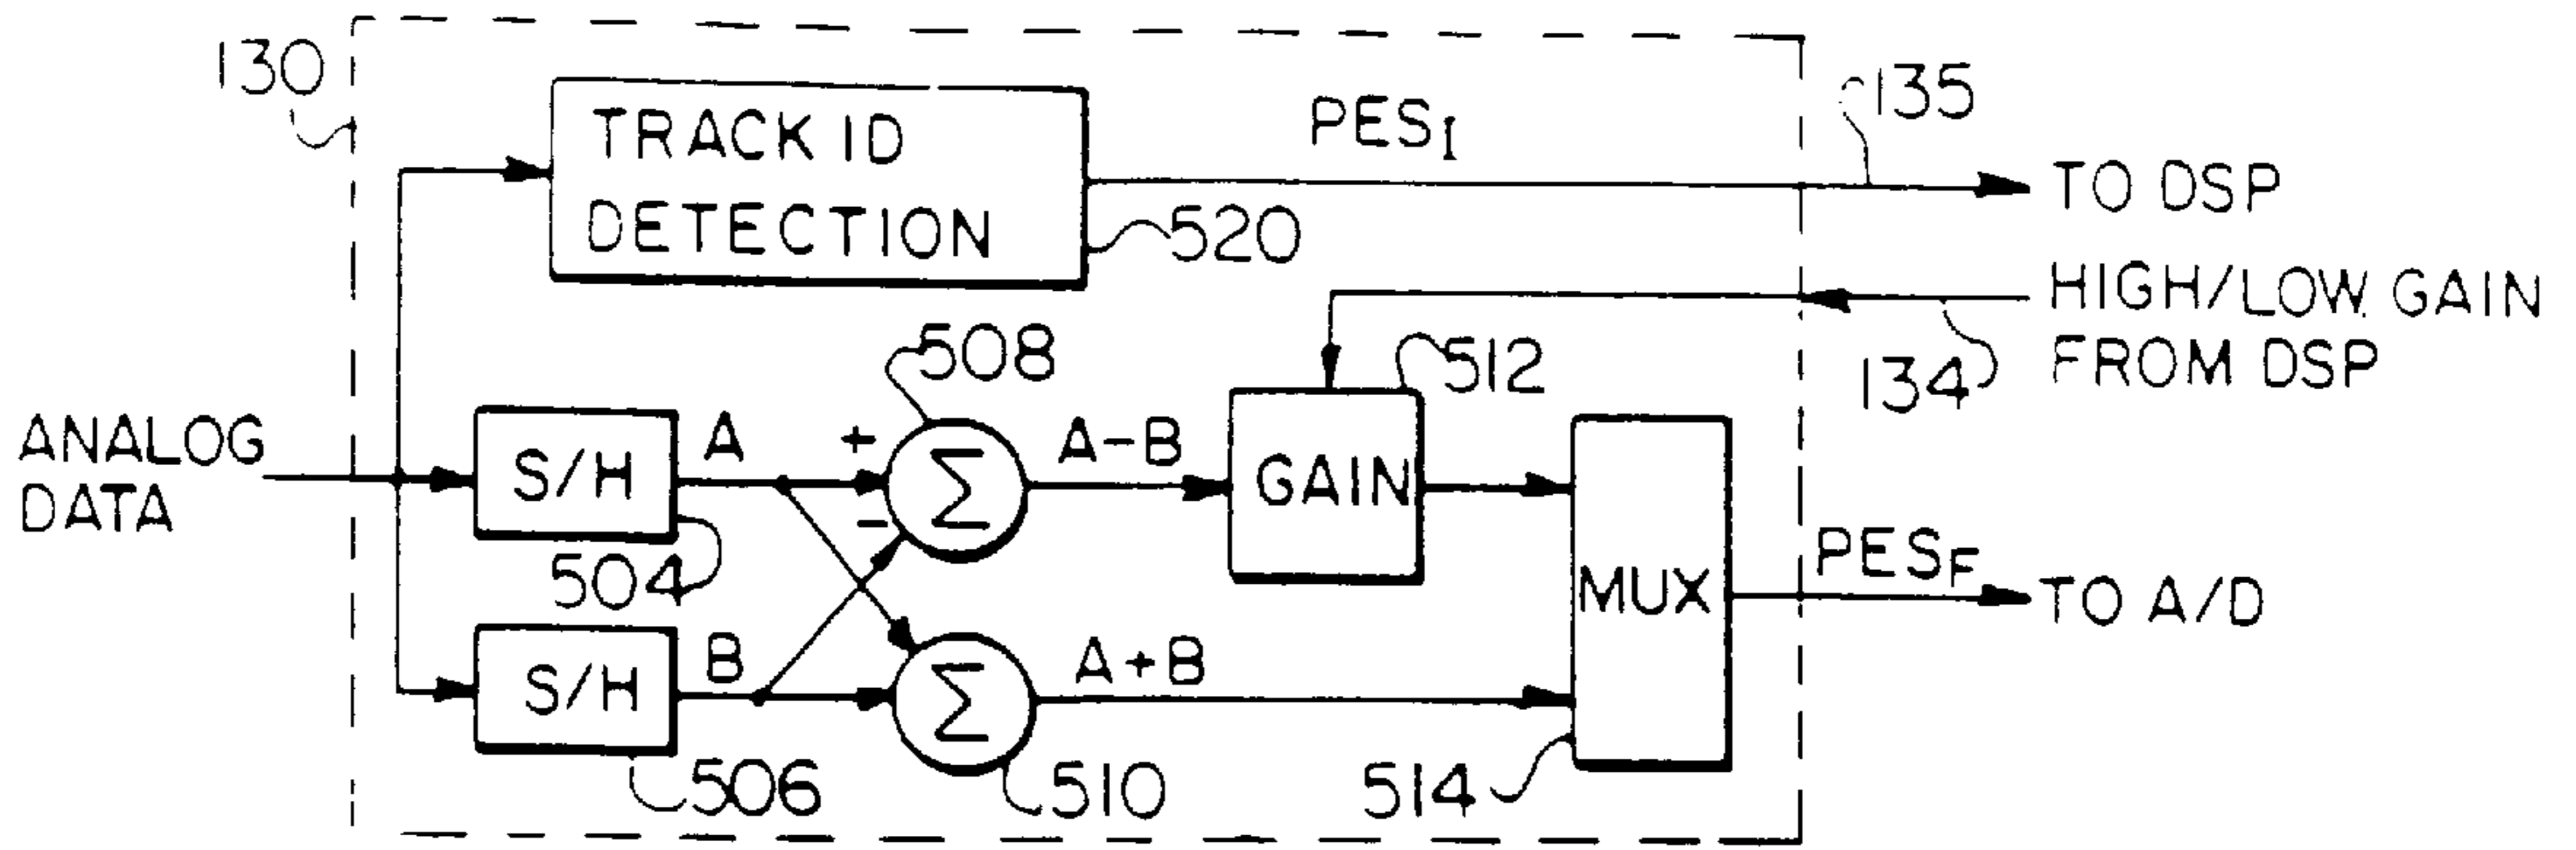 130
TRACK ID
DETECTION
520
PES_I
135
TO DSP
HIGH/LOW GAIN
FROM DSP
134
ANALOG
DATA
S/H
504
A
+
−
Σ
508
A−B
GAIN
512
S/H
506
B
Σ
510
A+B
MUX
514
PES_F
TO A/D